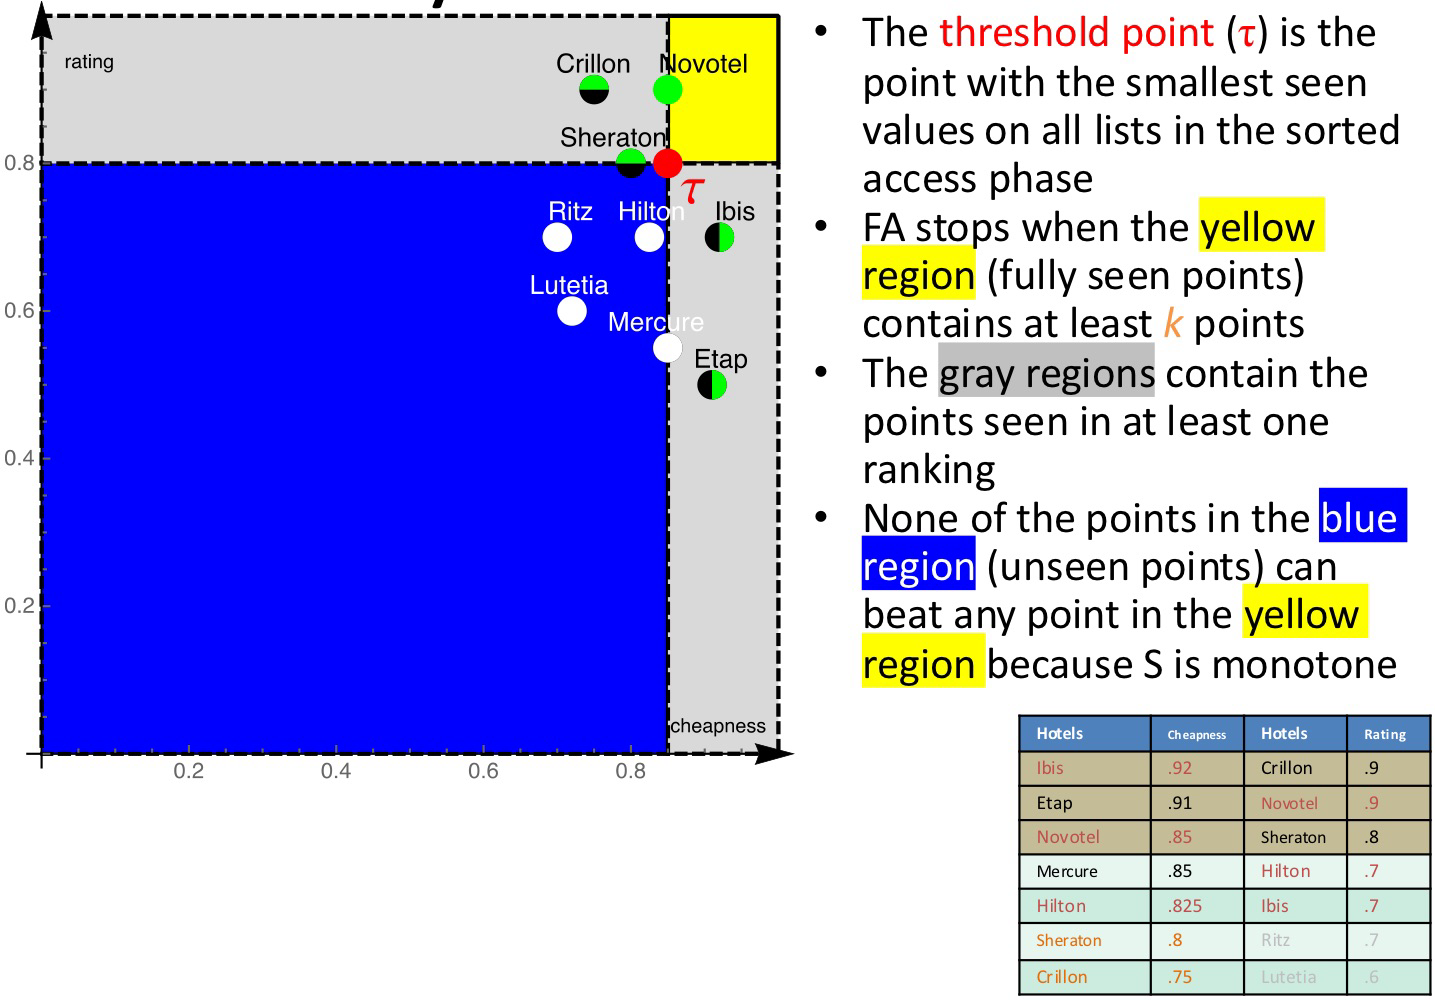 rating
Crillon
Novotel
Sheraton
0.8
τ
Ritz
Hilton
Ibis
Lutetia
0.6
Mercure
Etap
0.4
0.2
cheapness
0.2
0.4
0.6
0.8
• The threshold point (τ) is the
point with the smallest seen
values on all lists in the sorted
access phase
• FA stops when the yellow
region (fully seen points)
contains at least k points
• The gray regions contain the
points seen in at least one
ranking
• None of the points in the blue
region (unseen points) can
beat any point in the yellow
region because S is monotone
Hotels Cheapness Hotels Rating
Ibis .92 Crillon .9
Etap .91 Novotel .9
Novotel .85 Sheraton .8
Mercure .85 Hilton .7
Hilton .825 Ibis .7
Sheraton .8 Ritz .7
Crillon .75 Lutetia .6